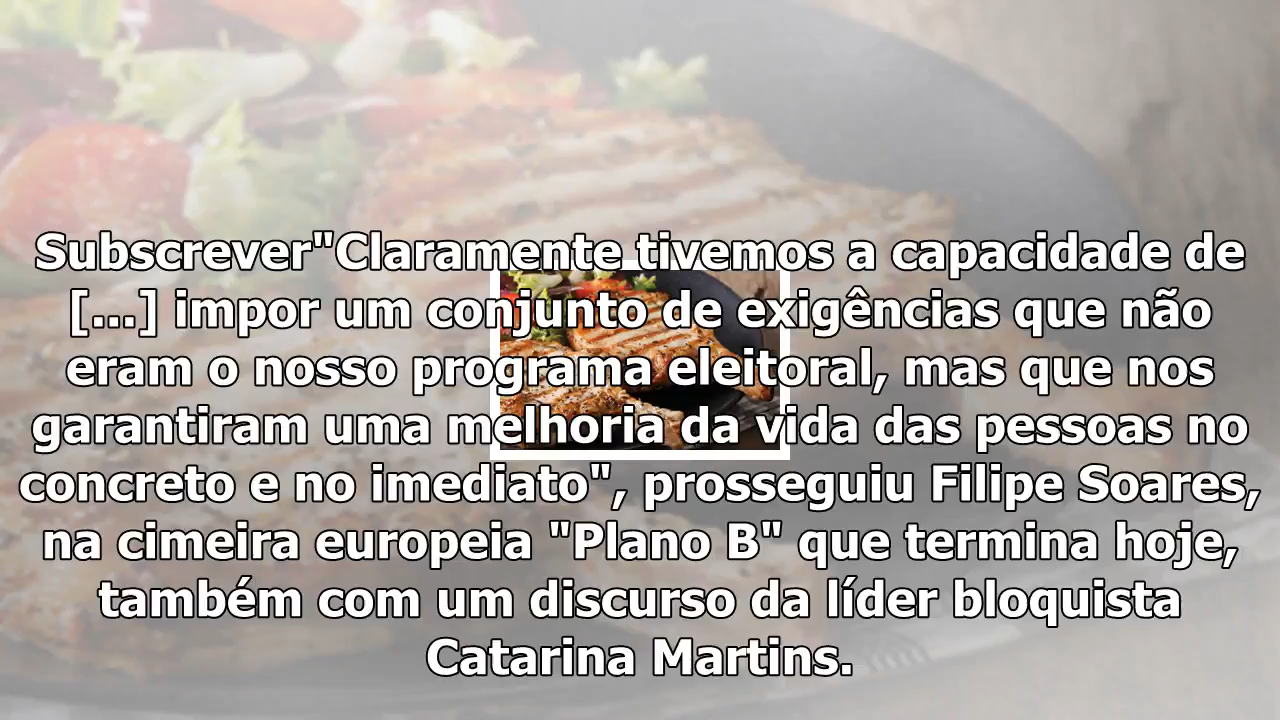 Subscrever"Claramente tivemos a capacidade de
[...] impor um conjunto de exigências que não
eram o nosso programa eleitoral, mas que nos
garantiram uma melhoria da vida das pessoas no
concreto e no imediato", prosseguiu Filipe Soares,
na cimeira europeia "Plano B" que termina hoje,
também com um discurso da líder bloquista
Catarina Martins.